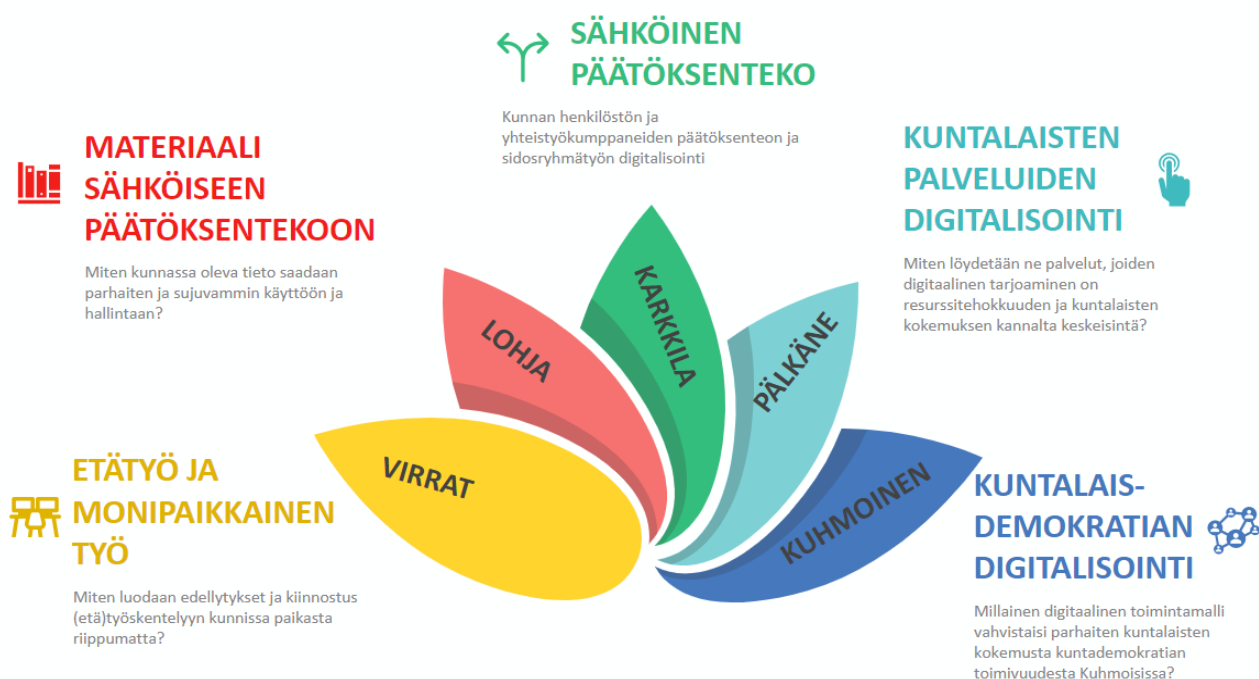 SÄHKÖINEN
PÄÄTÖKSENTEKO
Kunnan henkilöstön ja
yhteistyökumppaneiden päätöksenteon ja
sidosryhmätyön digitalisointi
MATERIAALI
SÄHKÖISEEN
PÄÄTÖKSENTEKOON
Miten kunnassa oleva tieto saadaan
parhaiten ja sujuvammin käyttöön ja
hallintaan?
KUNTALAISTEN
PALVELUIDEN
DIGITALISOINTI
Miten löydetään ne palvelut, joiden
digitaalinen tarjoaminen on
resurssitehokkuuden ja kuntalaisten
kokemuksen kannalta keskeisintä?
VIRRAT
LOHJA
KARKKILA
PÄLKÄNE
KUHMOINEN
ETÄTYÖ JA
MONIPAIKKAINEN
TYÖ
Miten luodaan edellytykset ja kiinnostus
(etä)työskentelyyn kunnissa paikasta
riippumatta?
KUNTALAIS-
DEMOKRATIAN
DIGITALISOINTI
Millainen digitaalinen toimintamalli
vahvistaisi parhaiten kuntalaisten
kokemusta kuntademokratian
toimivuudesta Kuhmoisissa?